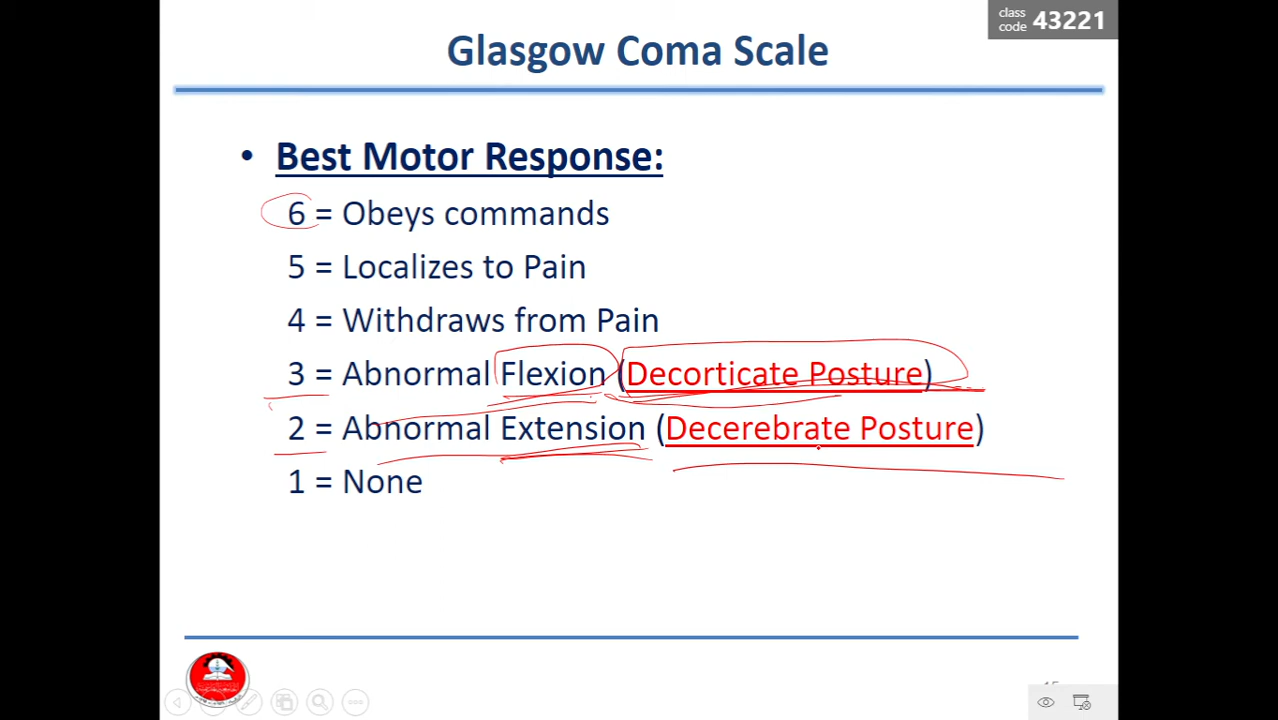 class
code 43221
Glasgow Coma Scale
• Best Motor Response:
6 = Obeys commands
5 = Localizes to Pain
4 = Withdraws from Pain
3 = Abnormal Flexion (Decorticate Posture)
2 = Abnormal Extension (Decerebrate Posture)
1 = None